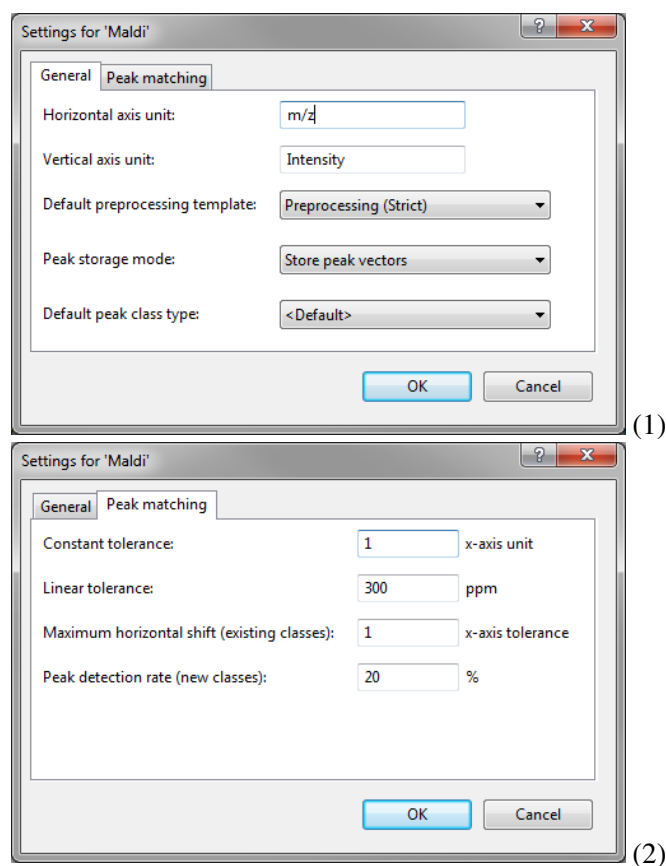 Settings for 'Maldi'
General Peak matching
Horizontal axis unit: m/z
Vertical axis unit: Intensity
Default preprocessing template: Preprocessing (Strict)
Peak storage mode: Store peak vectors
Default peak class type: <Default>
OK Cancel
(1)
Settings for 'Maldi'
General Peak matching
Constant tolerance: 1 x-axis unit
Linear tolerance: 300 ppm
Maximum horizontal shift (existing classes): 1 x-axis tolerance
Peak detection rate (new classes): 20 %
OK Cancel
(2)